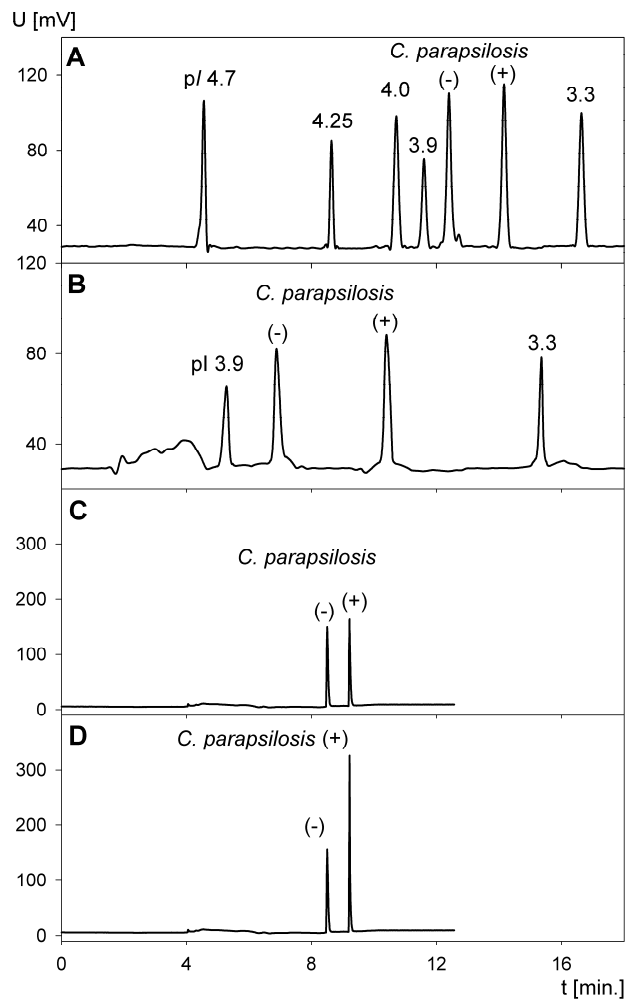 U [mV]
A
C. parapsilosis
120
pI 4.7
(-)
(+)
4.0
3.3
4.25
80
3.9
40
120
B
C. parapsilosis
(-)
(+)
80
pI 3.9
3.3
40
C
300
C. parapsilosis
200
(-)
(+)
100
0
D
C. parapsilosis (+)
300
200
(-)
100
0
0
4
8
12
16
t [min.]